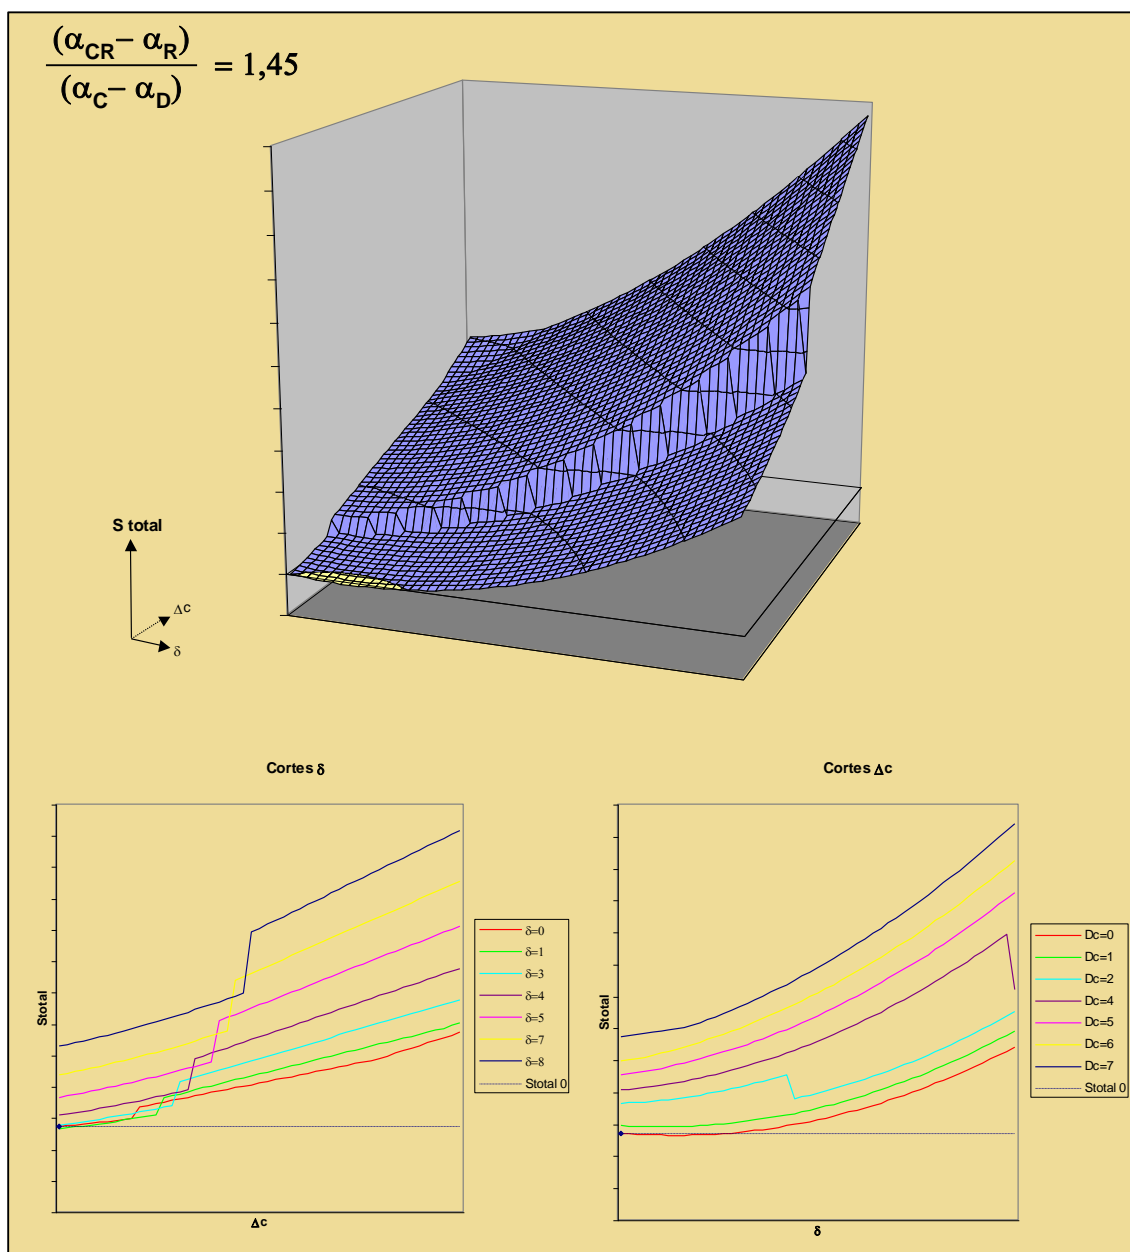 (αCR− αR)
(αC− αD)
= 1,45
S total
Δc
δ
Cortes δ
Stotal
Δc
δ=0
δ=1
δ=3
δ=4
δ=5
δ=7
δ=8
Stotal 0
Cortes Δc
Stotal
δ
Dc=0
Dc=1
Dc=2
Dc=4
Dc=5
Dc=6
Dc=7
Stotal 0